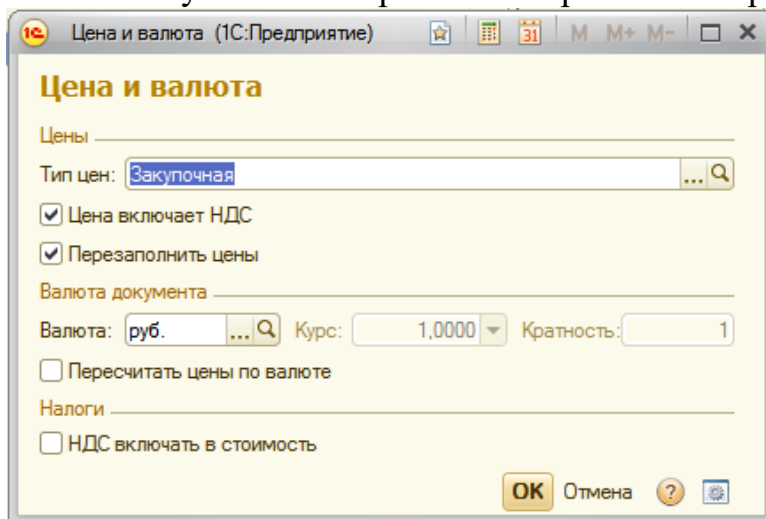 Цена и валюта (1С:Предприятие) 31 M M+ M-
Цена и валюта
Цены
Тип цен: Закупочная ...
Цена включает НДС
Перезаполнить цены
Валюта документа
Валюта: руб. ... Курс: 1,0000 Кратность: 1
Пересчитать цены по валюте
Налоги
НДС включать в стоимость
OK Отмена ?